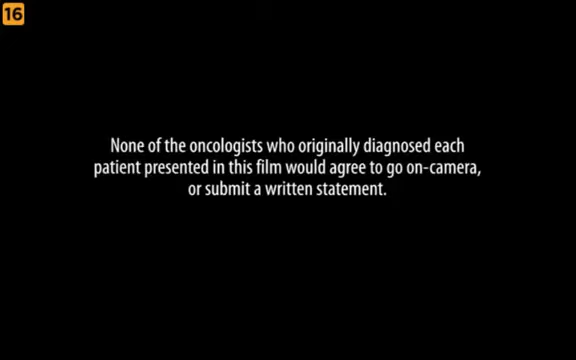 16
None of the oncologists who originally diagnosed each
patient presented in this film would agree to go on-camera,
or submit a written statement.